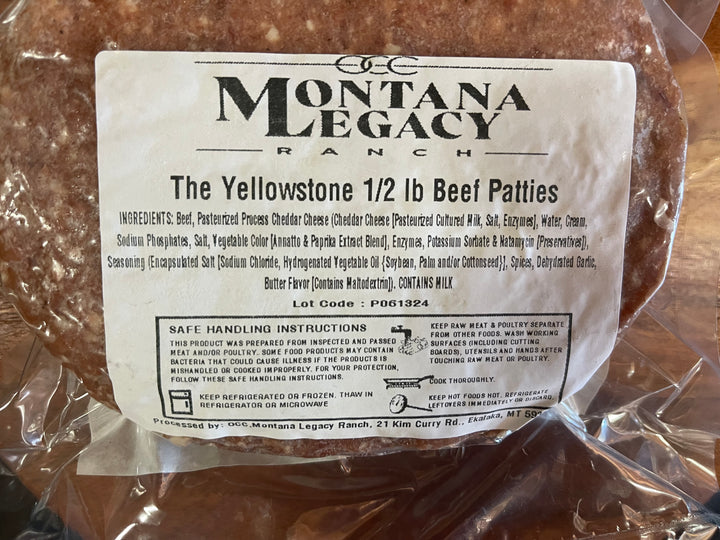 OCC
MONTANA
LEGACY
RANCH
The Yellowstone 1/2 lb Beef Patties
INGREDIENTS: Beef, Pasteurized Process Cheddar Cheese (Cheddar Cheese [Pasteurized Cultured Milk, Salt, Enzymes], Water, Cream,
Sodium Phosphates, Salt, Vegetable Color [Annatto & Paprika Extract Blend], Enzymes, Potassium Sorbate & Natamycin [Preservatives]),
Seasoning (Encapsulated Salt [Sodium Chloride, Hydrogenated Vegetable Oil {Soybean, Palm and/or Cottonseed}], Spices, Dehydrated Garlic,
Butter Flavor [Contains Maltodextrin]). CONTAINS MILK
Lot Code : P061324
SAFE HANDLING INSTRUCTIONS
THIS PRODUCT WAS PREPARED FROM INSPECTED AND PASSED
MEAT AND/OR POULTRY. SOME FOOD PRODUCTS MAY CONTAIN
BACTERIA THAT COULD CAUSE ILLNESS IF THE PRODUCT IS
MISHANDLED OR COOKED IMPROPERLY. FOR YOUR PROTECTION,
FOLLOW THESE SAFE HANDLING INSTRUCTIONS.
KEEP REFRIGERATED OR FROZEN. THAW IN
REFRIGERATOR OR MICROWAVE
KEEP RAW MEAT & POULTRY SEPARATE
FROM OTHER FOODS. WASH WORKING
SURFACES (INCLUDING CUTTING
BOARDS), UTENSILS AND HANDS AFTER
TOUCHING RAW MEAT OR POULTRY.
COOK THOROUGHLY.
KEEP HOT FOODS HOT. REFRIGERATE
LEFTOVERS IMMEDIATELY OR DISCARD.
Processed by: OCC,Montana Legacy Ranch, 21 Kim Curry Rd., Ekalaka, MT